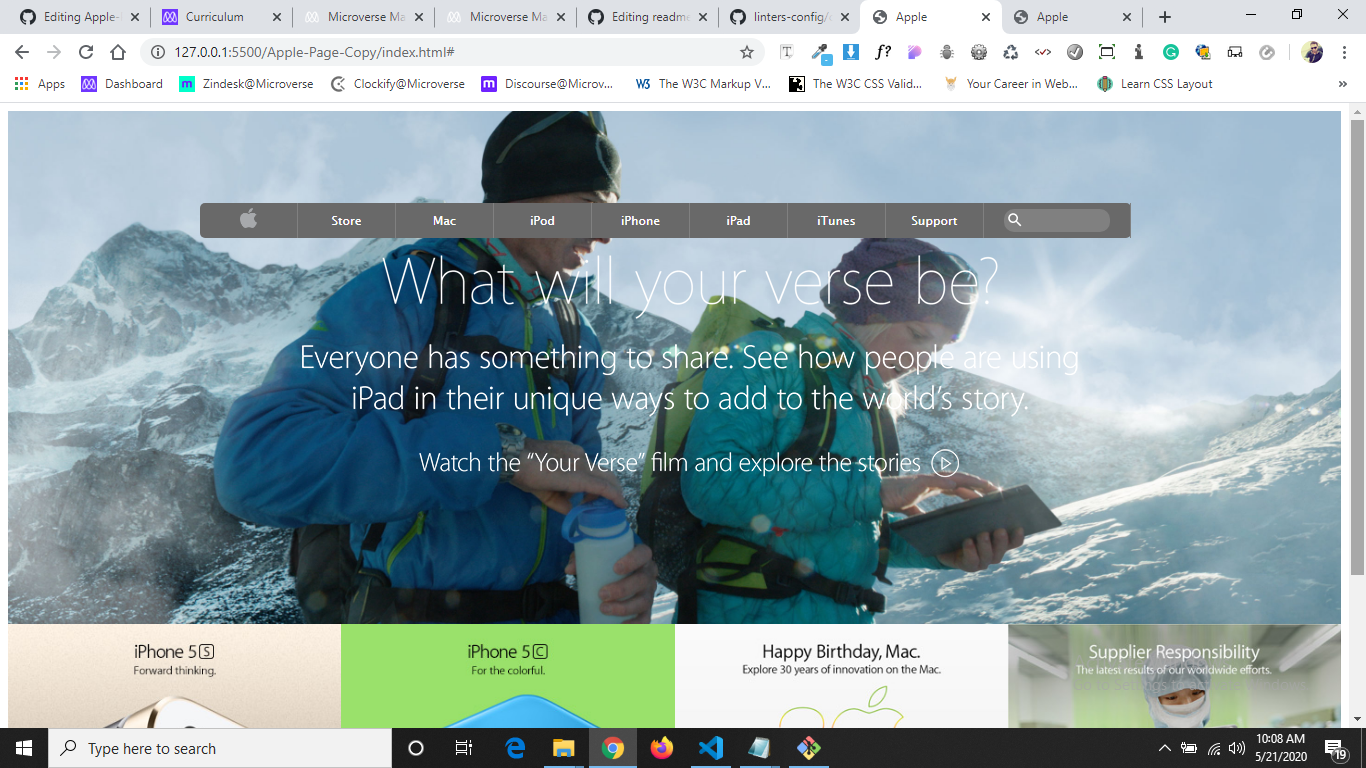 Editing Apple-
Curriculum
Microverse Ma
Microverse Ma
Editing readme
linters-config/
Apple
Apple
127.0.0.1:5500/Apple-Page-Copy/index.html#
T
f?
Apps
Dashboard
Zindesk@Microverse
Clockify@Microverse
Discourse@Microv...
W3
The W3C Markup V...
The W3C CSS Valid...
Your Career in Web...
Learn CSS Layout
»
Store
Mac
iPod
iPhone
iPad
iTunes
Support
What will your verse be?
Everyone has something to share. See how people are using
iPad in their unique ways to add to the world's story.
Watch the “Your Verse” film and explore the stories
iPhone 5S
Forward thinking.
iPhone 5C
For the colorful.
Happy Birthday, Mac.
Explore 30 years of innovation on the Mac.
Supplier Responsibility
The latest results of our worldwide efforts.
Type here to search
10:08 AM
5/21/2020
19